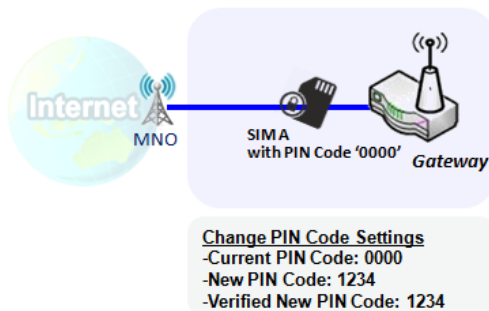 Internet
MNO
SIM A
with PIN Code ‘0000’
Gateway
Change PIN Code Settings
-Current PIN Code: 0000
-New PIN Code: 1234
-Verified New PIN Code: 1234